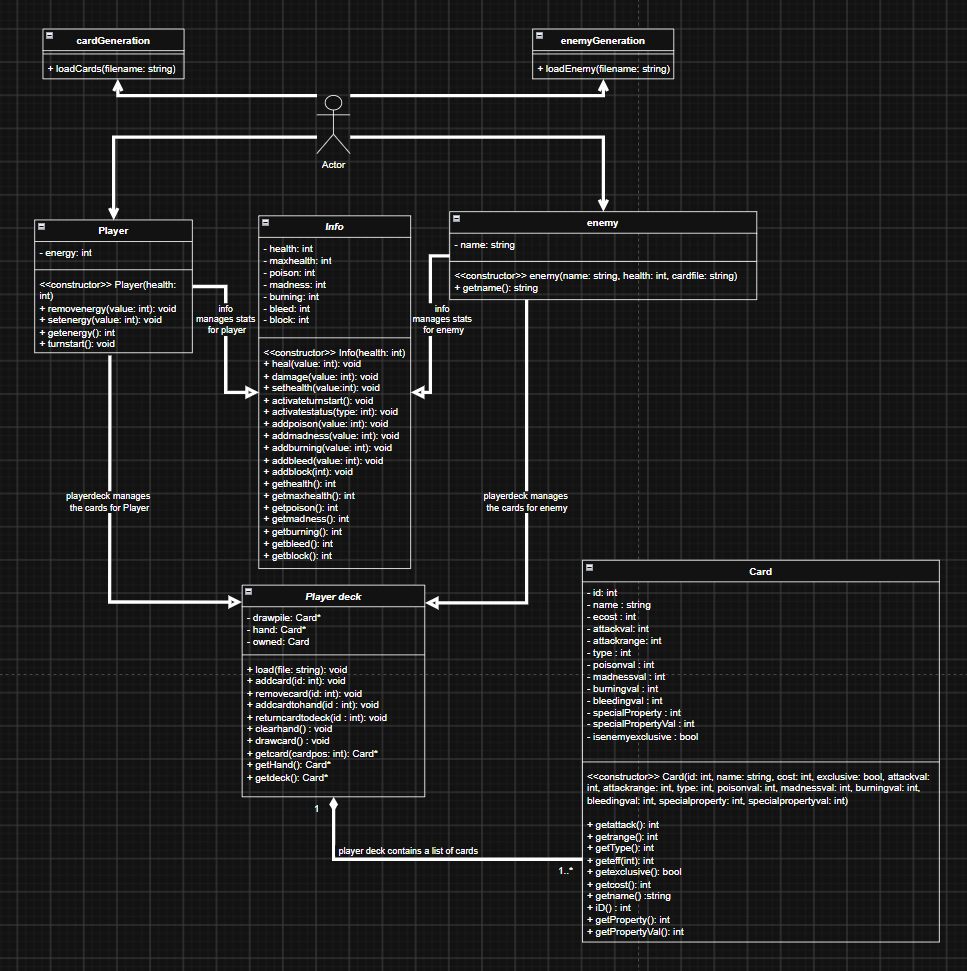 cardGeneration
+ loadCards(filename: string)
enemyGeneration
+ loadEnemy(filename: string)
Actor
Player
- energy: int
<<constructor>> Player(health:
int)
+ removenergy(value: int): void
+ setenergy(value: int): void
+ getenergy(): int
+ turnstart(): void
info
manages stats
for player
Info
- health: int
- maxhealth: int
- poison: int
- madness: int
- burning: int
- bleed: int
- block: int
<<constructor>> Info(health: int)
+ heal(value: int): void
+ damage(value: int): void
+ sethealth(value:int): void
+ activateturnstart(): void
+ activatestatus(type: int): void
+ addpoison(value: int): void
+ addmadness(value: int): void
+ addburning(value: int): void
+ addbleed(value: int): void
+ addblock(int): void
+ gethealth(): int
+ getmaxhealth(): int
+ getpoison(): int
+ getmadness(): int
+ getburning(): int
+ getbleed(): int
+ getblock(): int
info
manages stats
for enemy
enemy
- name: string
<<constructor>> enemy(name: string, health: int, cardfile: string)
+ getname(): string
playerdeck manages
the cards for Player
playerdeck manages
the cards for enemy
Player deck
- drawpile: Card*
- hand: Card*
- owned: Card
+ load(file: string): void
+ addcard(id: int): void
+ removecard(id: int): void
+ addcardtohand(id : int): void
+ returncardtodeck(id : int): void
+ clearhand() : void
+ drawcard() : void
+ getcard(cardpos: int): Card*
+ getHand(): Card*
+ getdeck(): Card*
1
player deck contains a list of cards
1..*
Card
- id: int
- name : string
- ecost : int
- attackval: int
- attackrange: int
- type : int
- poisonval : int
- madnessval : int
- burningval : int
- bleedingval : int
- specialProperty : int
- specialPropertyVal : int
- isenemyexclusive : bool
<<constructor>> Card(id: int, name: string, cost: int, exclusive: bool, attackval:
int, attackrange: int, type: int, poisonval: int, madnessval: int, burningval: int,
bleedingval: int, specialproperty: int, specialpropertyval: int)
+ getattack(): int
+ getrange(): int
+ getType(): int
+ geteff(int): int
+ getexclusive(): bool
+ getcost(): int
+ getname() :string
+ iD() : int
+ getProperty(): int
+ getPropertyVal(): int